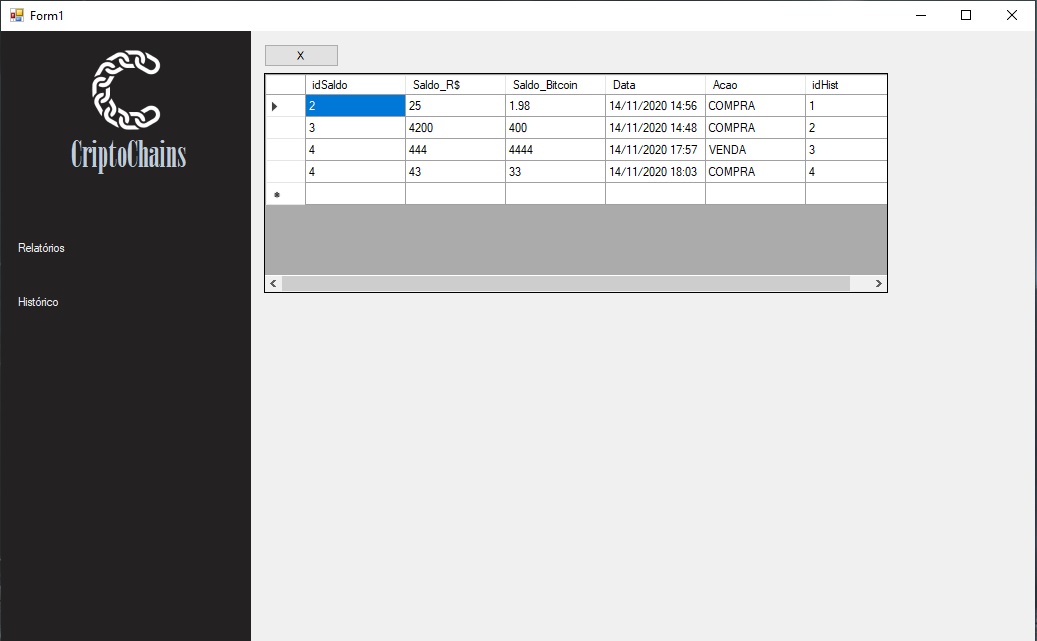 Form1
CriptoChains
Relatórios
Histórico
X
idSaldo Saldo_R$ Saldo_Bitcoin Data Acao idHist
2 25 1.98 14/11/2020 14:56 COMPRA 1
3 4200 400 14/11/2020 14:48 COMPRA 2
4 444 4444 14/11/2020 17:57 VENDA 3
4 43 33 14/11/2020 18:03 COMPRA 4